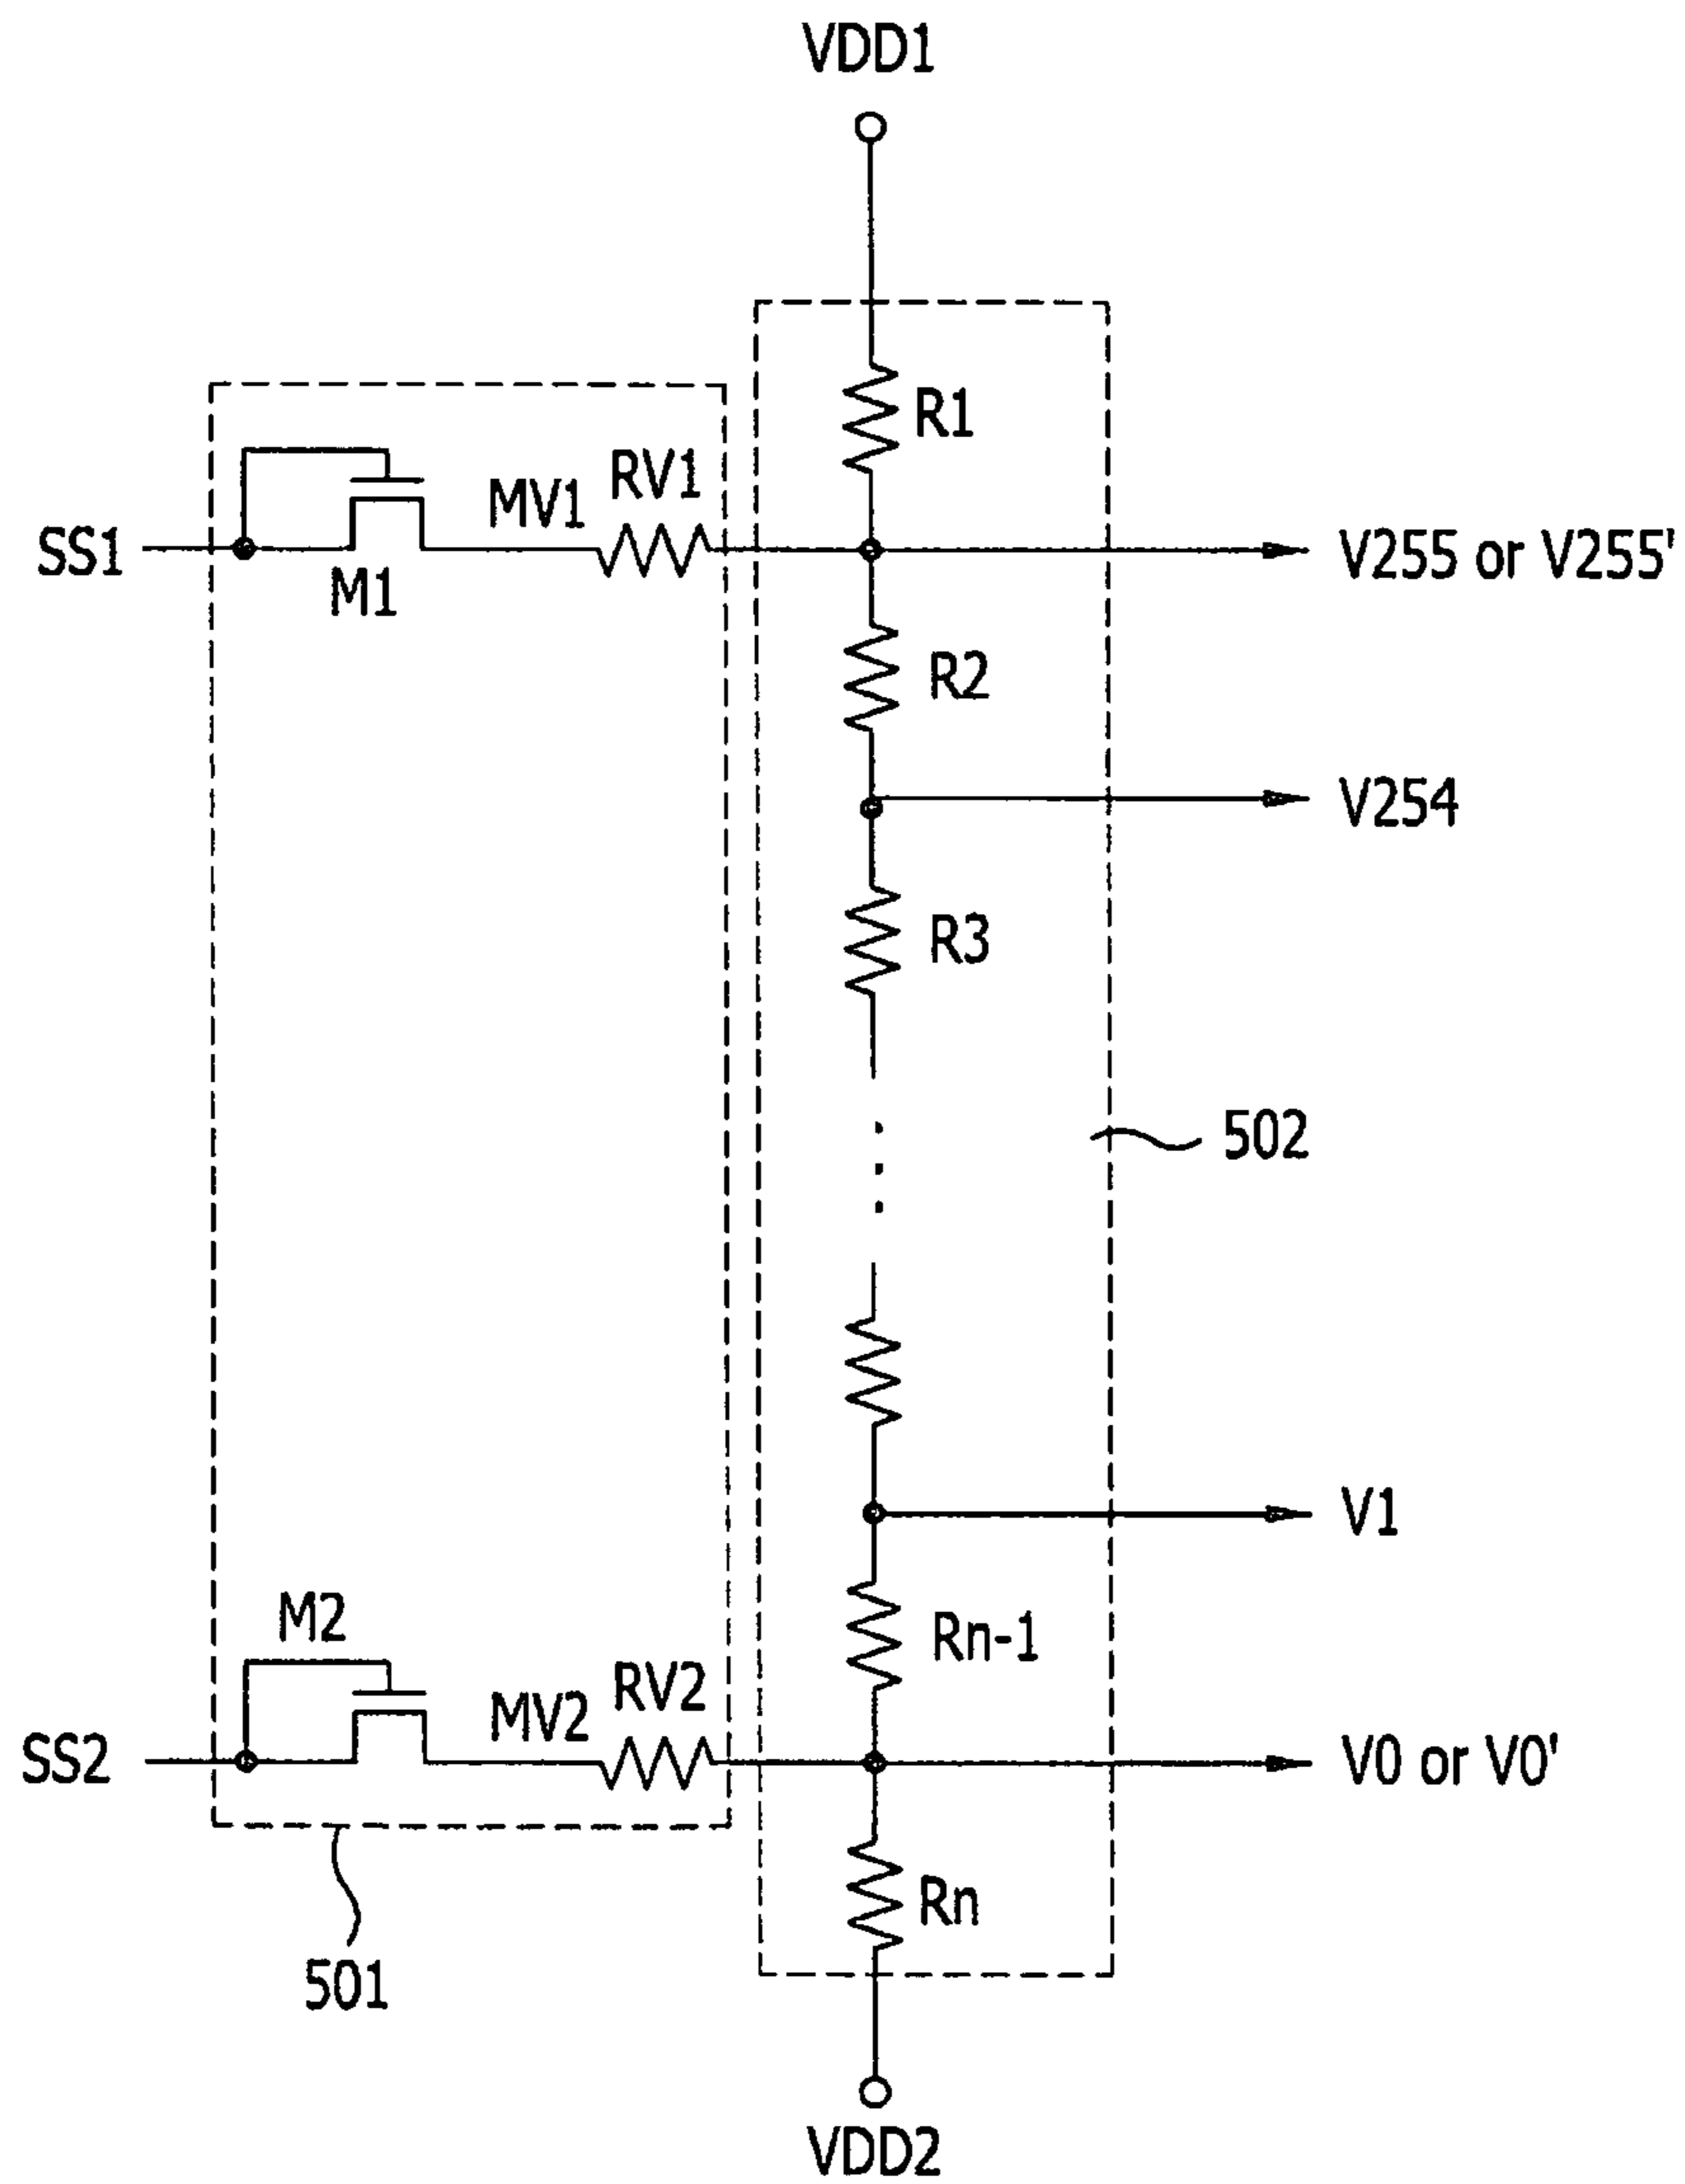 VDD1
R1
RV1
MV1
SS1
M1
V255 or V255'
R2
V254
R3
502
V1
M2
Rn-1
RV2
MV2
SS2
V0 or V0'
Rn
501
VDD2